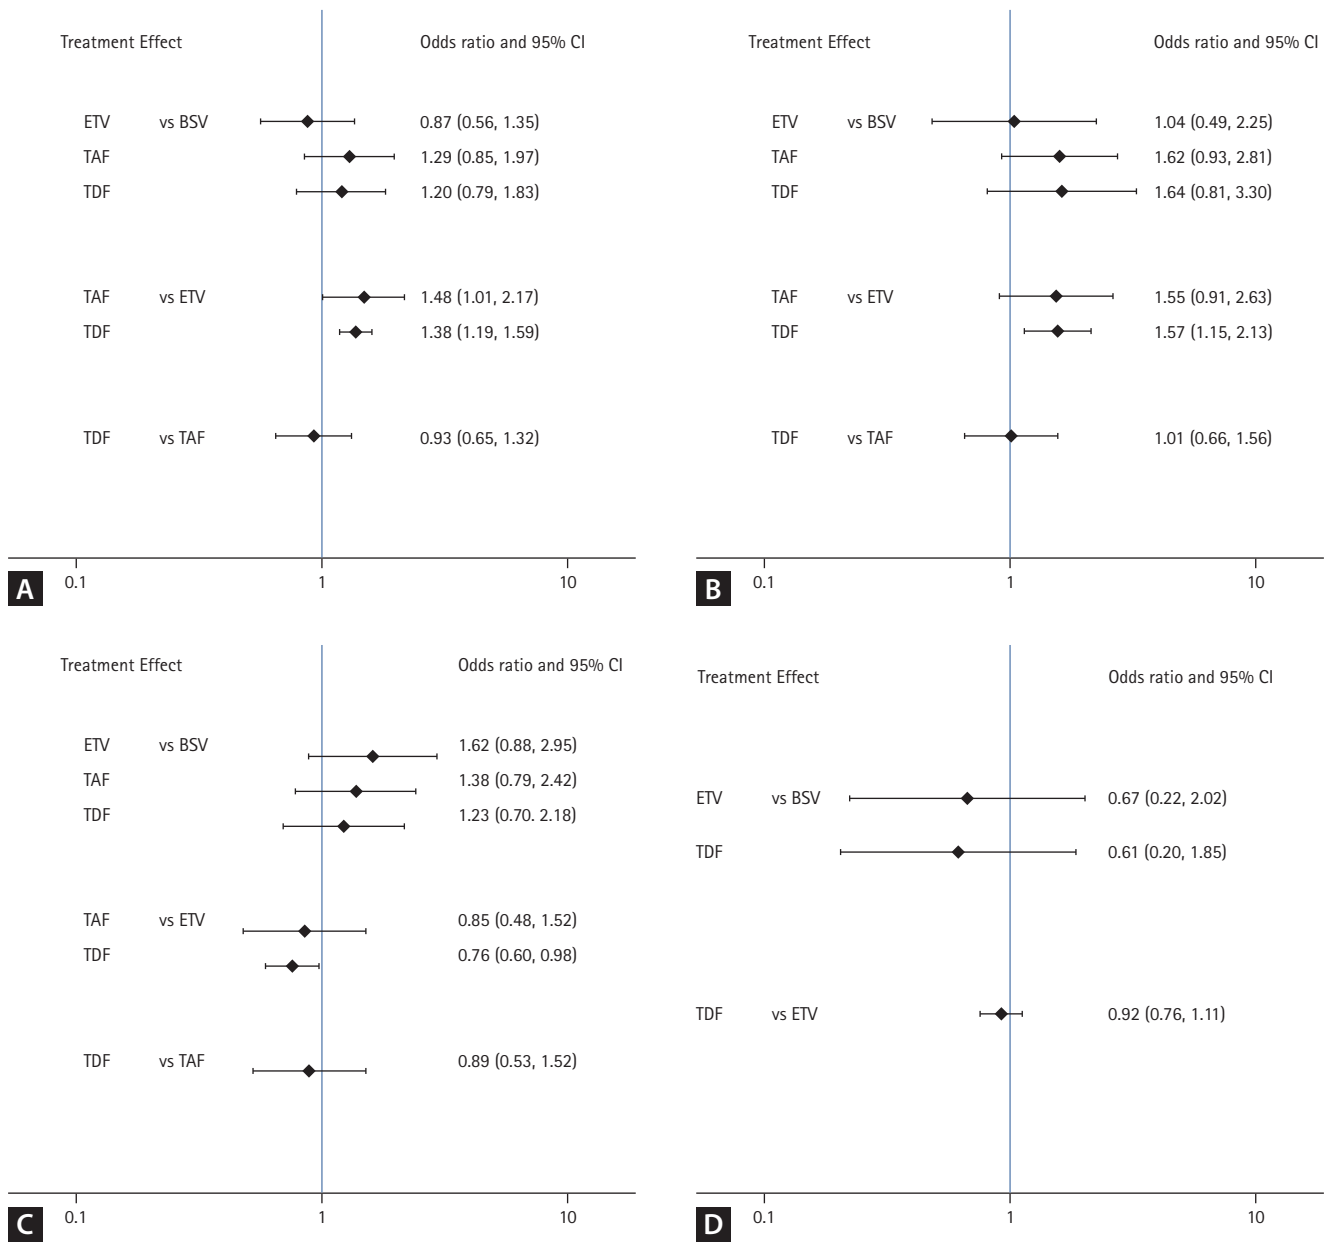 Treatment Effect Odds ratio and 95% CI
ETV vs BSV 0.87 (0.56, 1.35)
TAF 1.29 (0.85, 1.97)
TDF 1.20 (0.79, 1.83)
TAF vs ETV 1.48 (1.01, 2.17)
TDF 1.38 (1.19, 1.59)
TDF vs TAF 0.93 (0.65, 1.32)
0.1 1 10
A
Treatment Effect Odds ratio and 95% CI
ETV vs BSV 1.04 (0.49, 2.25)
TAF 1.62 (0.93, 2.81)
TDF 1.64 (0.81, 3.30)
TAF vs ETV 1.55 (0.91, 2.63)
TDF 1.57 (1.15, 2.13)
TDF vs TAF 1.01 (0.66, 1.56)
0.1 1 10
B
Treatment Effect Odds ratio and 95% CI
ETV vs BSV 1.62 (0.88, 2.95)
TAF 1.38 (0.79, 2.42)
TDF 1.23 (0.70. 2.18)
TAF vs ETV 0.85 (0.48, 1.52)
TDF 0.76 (0.60, 0.98)
TDF vs TAF 0.89 (0.53, 1.52)
0.1 1 10
C
Treatment Effect Odds ratio and 95% CI
ETV vs BSV 0.67 (0.22, 2.02)
TDF 0.61 (0.20, 1.85)
TDF vs ETV 0.92 (0.76, 1.11)
0.1 1 10
D